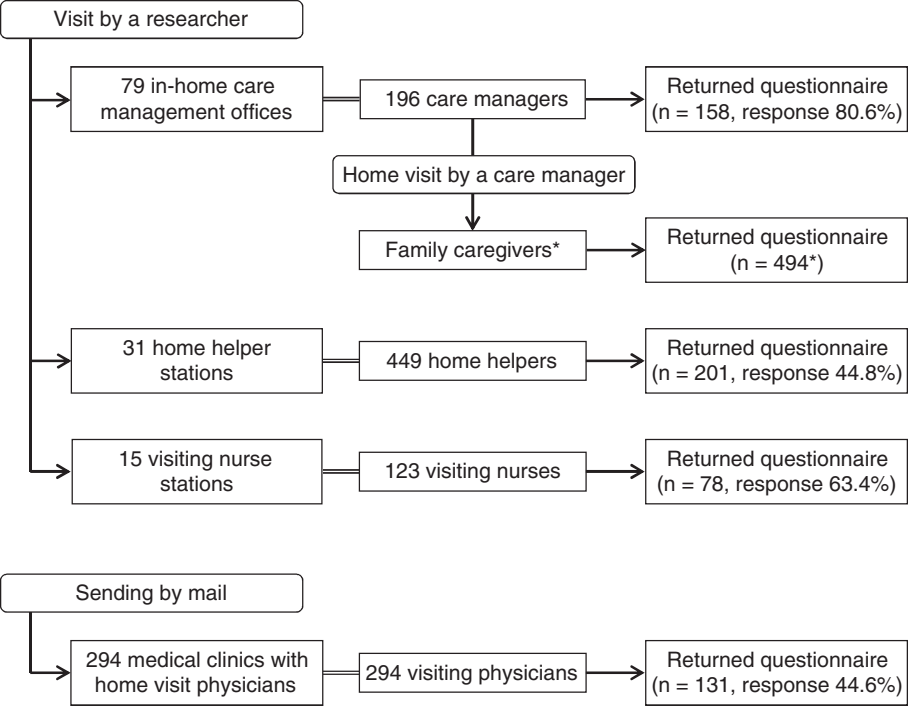 Visit by a researcher
79 in-home care
management offices
196 care managers
Returned questionnaire
(n = 158, response 80.6%)
Home visit by a care manager
Family caregivers*
Returned questionnaire
(n = 494*)
31 home helper
stations
449 home helpers
Returned questionnaire
(n = 201, response 44.8%)
15 visiting nurse
stations
123 visiting nurses
Returned questionnaire
(n = 78, response 63.4%)
Sending by mail
294 medical clinics with
home visit physicians
294 visiting physicians
Returned questionnaire
(n = 131, response 44.6%)